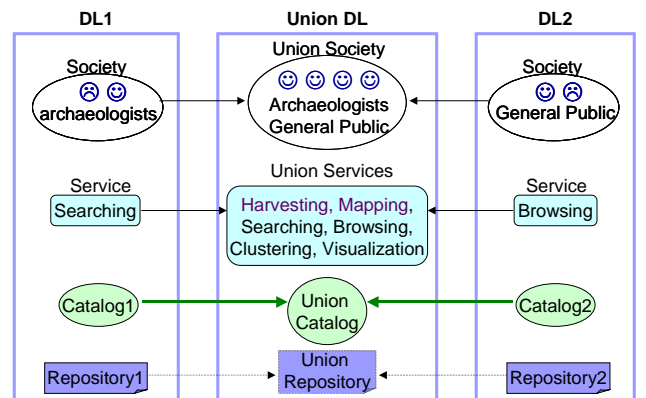 DL1
Union DL
DL2
Society
archaeologists
Union Society
Archaeologists
General Public
Society
General Public
Service
Searching
Union Services
Harvesting, Mapping,
Searching, Browsing,
Clustering, Visualization
Service
Browsing
Catalog1
Union
Catalog
Catalog2
Repository1
Union
Repository
Repository2